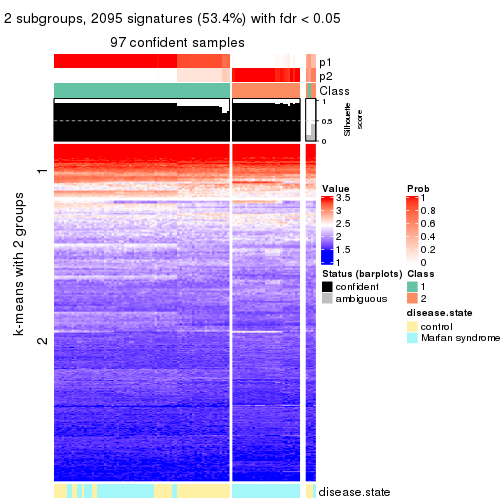 2 subgroups, 2095 signatures (53.4%) with fdr < 0.05
97 confident samples
p1
p2
Class
1
0.5
0
Silhouette
score
k-means with 2 groups
1
2
Value
3.5
3
2.5
2
1.5
1
Prob
1
0.8
0.6
0.4
0.2
0
Status (barplots)
confident
ambiguous
Class
1
2
disease.state
control
Marfan syndrome
disease.state